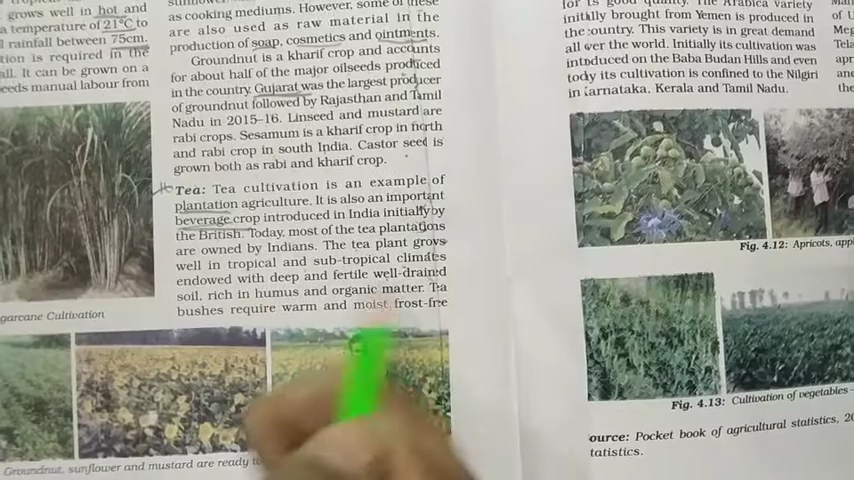 grows well in hot and
a temperature of 21°C to
rainfall between 75cm.
tion is required in the
all. It can be grown on a
eeds manual labour from
garcane Cultivation
as cooking mediums. However, some of these
are also used as raw material in the
production of soap, cosmetics and ointments.
Groundnut is a kharif crop and accounts
for about half of the major oilseeds produced
in the country. Gujarat was the largest producer
of groundnut followed by Rajasthan and Tamil
Nadu in 2015–16. Linseed and mustard are
rabi crops. Sesamum is a kharif crop in north
and rabi crop in south India. Castor seed is
grown both as rabi and kharif crop.
Tea: Tea cultivation is an example of
plantation agriculture. It is also an important
beverage crop introduced in India initially by
the British. Today, most of the tea plantations
are owned by Indians. The tea plant grows
well in tropical and sub-tropical climates
endowed with deep and fertile well-drained
soil, rich in humus and organic matter. Tea
bushes require warm and moist frost-free
Groundnut, sunflower and mustard are ready to
for its good quality. The Arabica variety
initially brought from Yemen is produced in
the country. This variety is in great demand
all over the world. Initially its cultivation was
introduced on the Baba Budan Hills and even
today its cultivation is confined to the Nilgiri
in Karnataka, Kerala and Tamil Nadu.
Fig. 4.12: Apricots, app
Fig. 4.13: Cultivation of vegetables
ource: Pocket book of agricultural statistics, 2
tatistics.
of U
Meg
Tela
apr
and
the